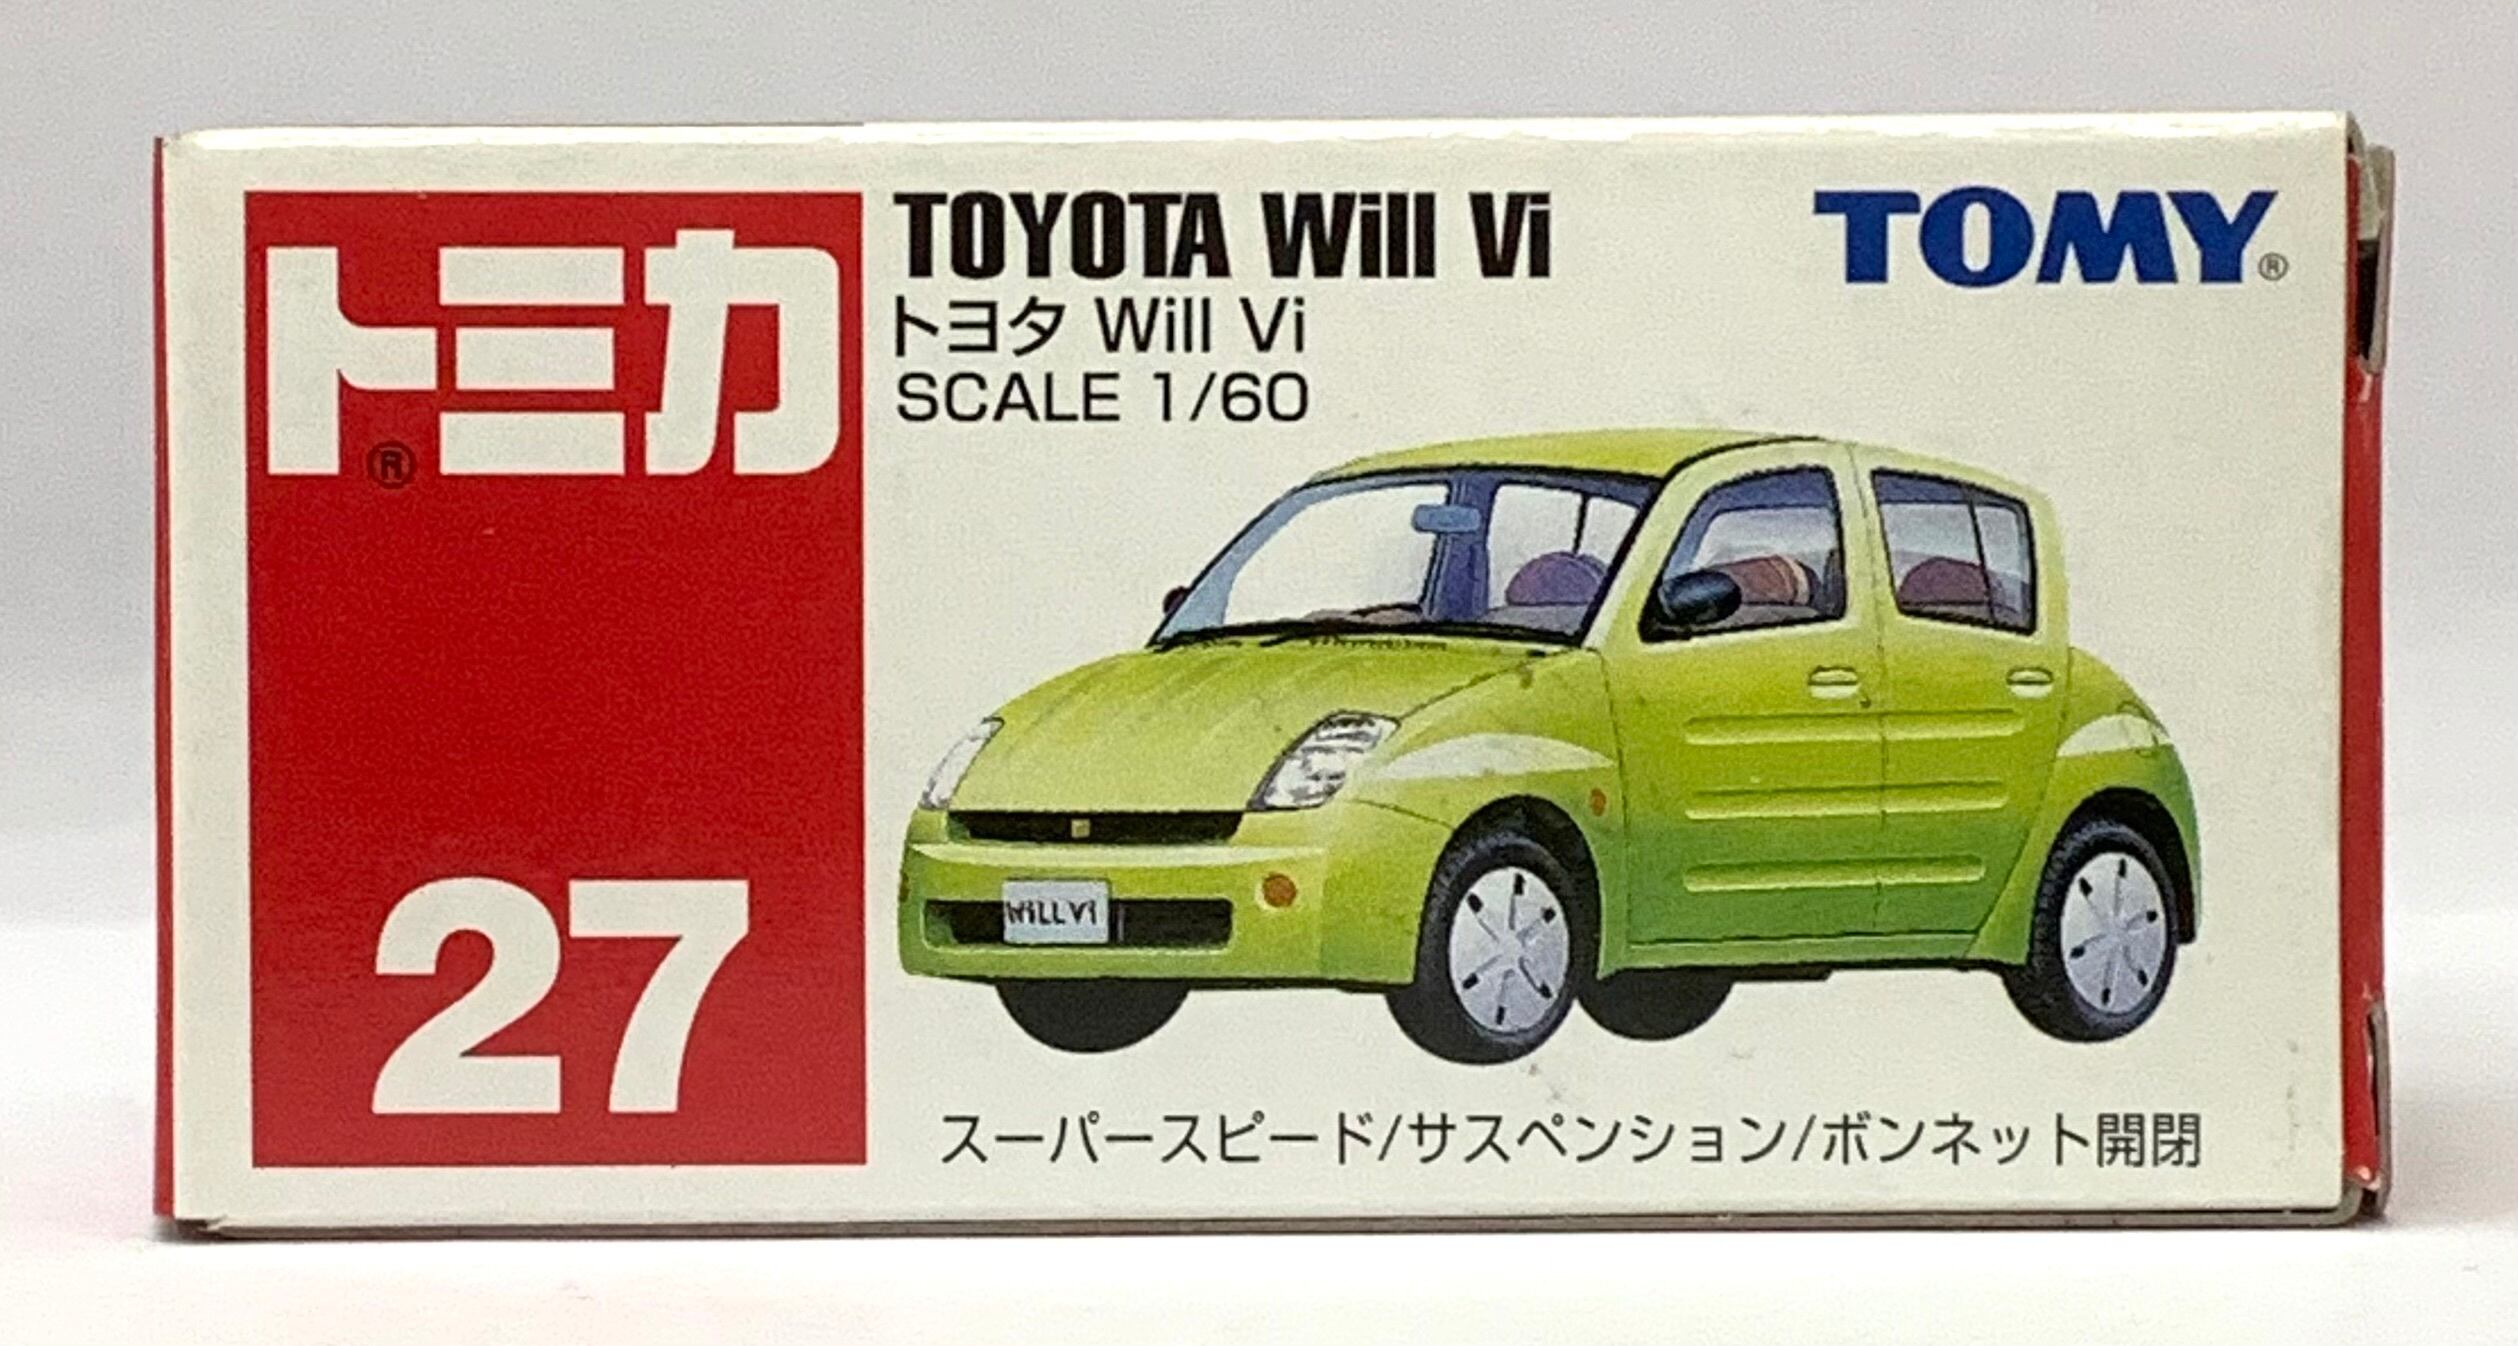 トミカ®
27
TOYOTA Will Vi
トヨタ Will Vi
SCALE 1/60
TOMY®
WiLL Vi
スーパースピード/サスペンション/ボンネット開閉